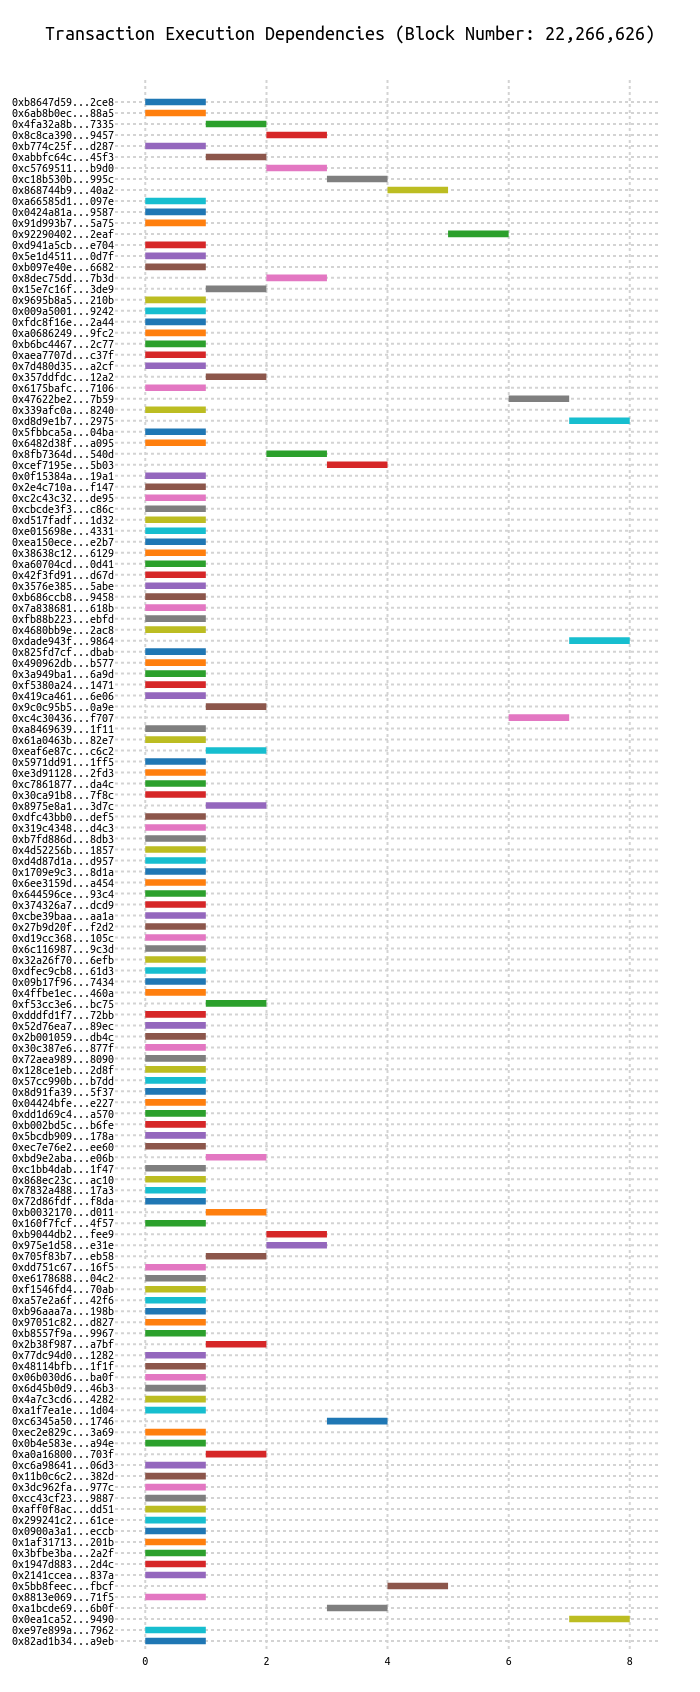 Transaction Execution Dependencies (Block Number: 22,266,626)
0xb8647d59...2ce8
0x6ab8b0ec...88a5
0x4fa32a8b...7335
0x8c8ca390...9457
0xb774c25f...d287
0xabbfc64c...45f3
0xc5769511...b9d0
0xc18b530b...995c
0x868744b9...40a2
0xa66585d1...097e
0x0424a81a...9587
0x91d993b7...5a75
0x92290402...2eaf
0xd941a5cb...e704
0x5e1d4511...0d7f
0xb097e40e...6682
0x8dec75dd...7b3d
0x15e7c16f...3de9
0x9695b8a5...210b
0x009a5001...9242
0xfdc8f16e...2a44
0xa0686249...9fc2
0xb6bc4467...2c77
0xaea7707d...c37f
0x7d480d35...a2cf
0x357ddfdc...12a2
0x6175bafc...7106
0x47622be2...7b59
0x339afc0a...8240
0xd8d9e1b7...2975
0x5fbbca5a...04ba
0x6482d38f...a095
0x8fb7364d...540d
0xcef7195e...5b03
0x0f15384a...19a1
0x2e4c710a...f147
0xc2c43c32...de95
0xcbcde3f3...c86c
0xd517fadf...1d32
0xe015698e...4331
0xea150ece...e2b7
0x38638c12...6129
0xa60704cd...0d41
0x42f3fd91...d67d
0x3576e385...5abe
0xb686ccb8...9458
0x7a838681...618b
0xfb88b223...ebfd
0x4680bb9e...2ac8
0xdade943f...9864
0x825fd7cf...dbab
0x490962db...b577
0x3a949ba1...6a9d
0xf5380a24...1471
0x419ca461...6e06
0x9c0c95b5...0a9e
0xc4c30436...f707
0xa8469639...1f11
0x61a0463b...82e7
0xeaf6e87c...c6c2
0x5971dd91...1ff5
0xe3d91128...2fd3
0xc7861877...da4c
0x30ca91b8...7f8c
0x8975e8a1...3d7c
0xdfc43bb0...def5
0x319c4348...d4c3
0xb7fd886d...8db3
0x4d52256b...1857
0xd4d87d1a...d957
0x1709e9c3...8d1a
0x6ee3159d...a454
0x644596ce...93c4
0x374326a7...dcd9
0xcbe39baa...aa1a
0x27b9d20f...f2d2
0xd19cc368...105c
0x6c116987...9c3d
0x32a26f70...6efb
0xdfec9cb8...61d3
0x09b17f96...7434
0x4ffbe1ec...460a
0xf53cc3e6...bc75
0xdddfd1f7...72bb
0x52d76ea7...89ec
0x2b001059...db4c
0x30c387e6...877f
0x72aea989...8090
0x128ce1eb...2d8f
0x57cc990b...b7dd
0x8d91fa39...5f37
0x04424bfe...e227
0xdd1d69c4...a570
0xb002bd5c...b6fe
0x5bcdb909...178a
0xec7e76e2...ee60
0xbd9e2aba...e06b
0xc1bb4dab...1f47
0x868ec23c...ac10
0x7832a488...17a3
0x72d86fdf...f8da
0xb0032170...d011
0x160f7fcf...4f57
0xb9044db2...fee9
0x975e1d58...e31e
0x705f83b7...eb58
0xdd751c67...16f5
0xe6178688...04c2
0xf1546fd4...70ab
0xa57e2a6f...42f6
0xb96aaa7a...198b
0x97051c82...d827
0xb8557f9a...9967
0x2b38f987...a7bf
0x77dc94d0...1282
0x48114bfb...1f1f
0x06b030d6...ba0f
0x6d45b0d9...46b3
0x4a7c3cd6...4282
0xa1f7ea1e...1d04
0xc6345a50...1746
0xec2e829c...3a69
0x0b4e583e...a94e
0xa0a16800...703f
0xc6a98641...06d3
0x11b0c6c2...382d
0x3dc962fa...977c
0xcc43cf23...9887
0xaff0f8ac...dd51
0x299241c2...61ce
0x0900a3a1...eccb
0x1af31713...201b
0x3bfbe3ba...2a2f
0x1947d883...2d4c
0x2141ccea...837a
0x5bb8feec...fbcf
0x8813e069...71f5
0xa1bcde69...6b0f
0x0ea1ca52...9490
0xe97e899a...7962
0x82ad1b34...a9eb
0 2 4 6 8